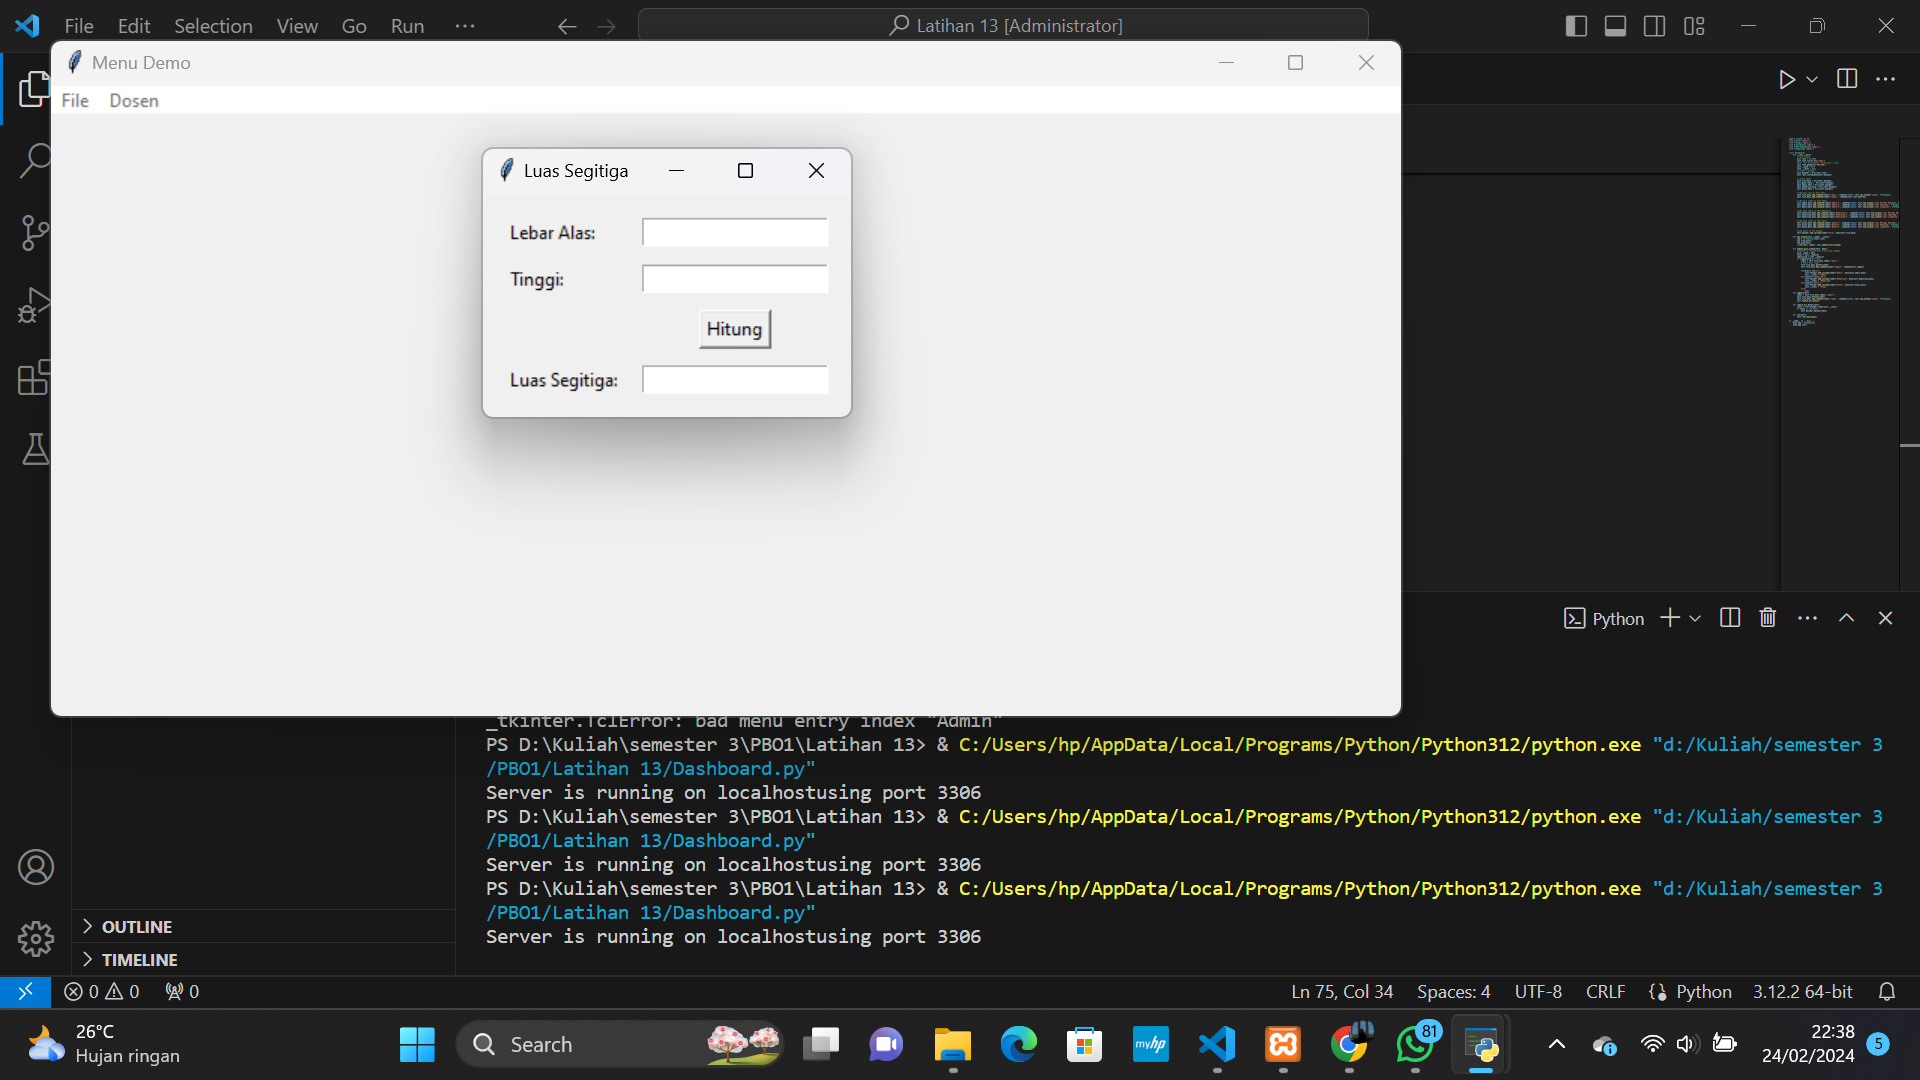 File Edit Selection View Go Run ··· Latihan 13 [Administrator]
Menu Demo
File Dosen
Luas Segitiga
Lebar Alas:
Tinggi:
Hitung
Luas Segitiga:
Python
_tkinter.TclError: bad menu entry index "Admin"
PS D:\Kuliah\semester 3\PBO1\Latihan 13> & C:/Users/hp/AppData/Local/Programs/Python/Python312/python.exe "d:/Kuliah/semester 3
/PBO1/Latihan 13/Dashboard.py"
Server is running on localhostusing port 3306
PS D:\Kuliah\semester 3\PBO1\Latihan 13> & C:/Users/hp/AppData/Local/Programs/Python/Python312/python.exe "d:/Kuliah/semester 3
/PBO1/Latihan 13/Dashboard.py"
Server is running on localhostusing port 3306
PS D:\Kuliah\semester 3\PBO1\Latihan 13> & C:/Users/hp/AppData/Local/Programs/Python/Python312/python.exe "d:/Kuliah/semester 3
/PBO1/Latihan 13/Dashboard.py"
Server is running on localhostusing port 3306
OUTLINE
TIMELINE
0 0 0 Ln 75, Col 34 Spaces: 4 UTF-8 CRLF Python 3.12.2 64-bit
26°C
Hujan ringan
Search
myhp
81
22:38
24/02/2024
5